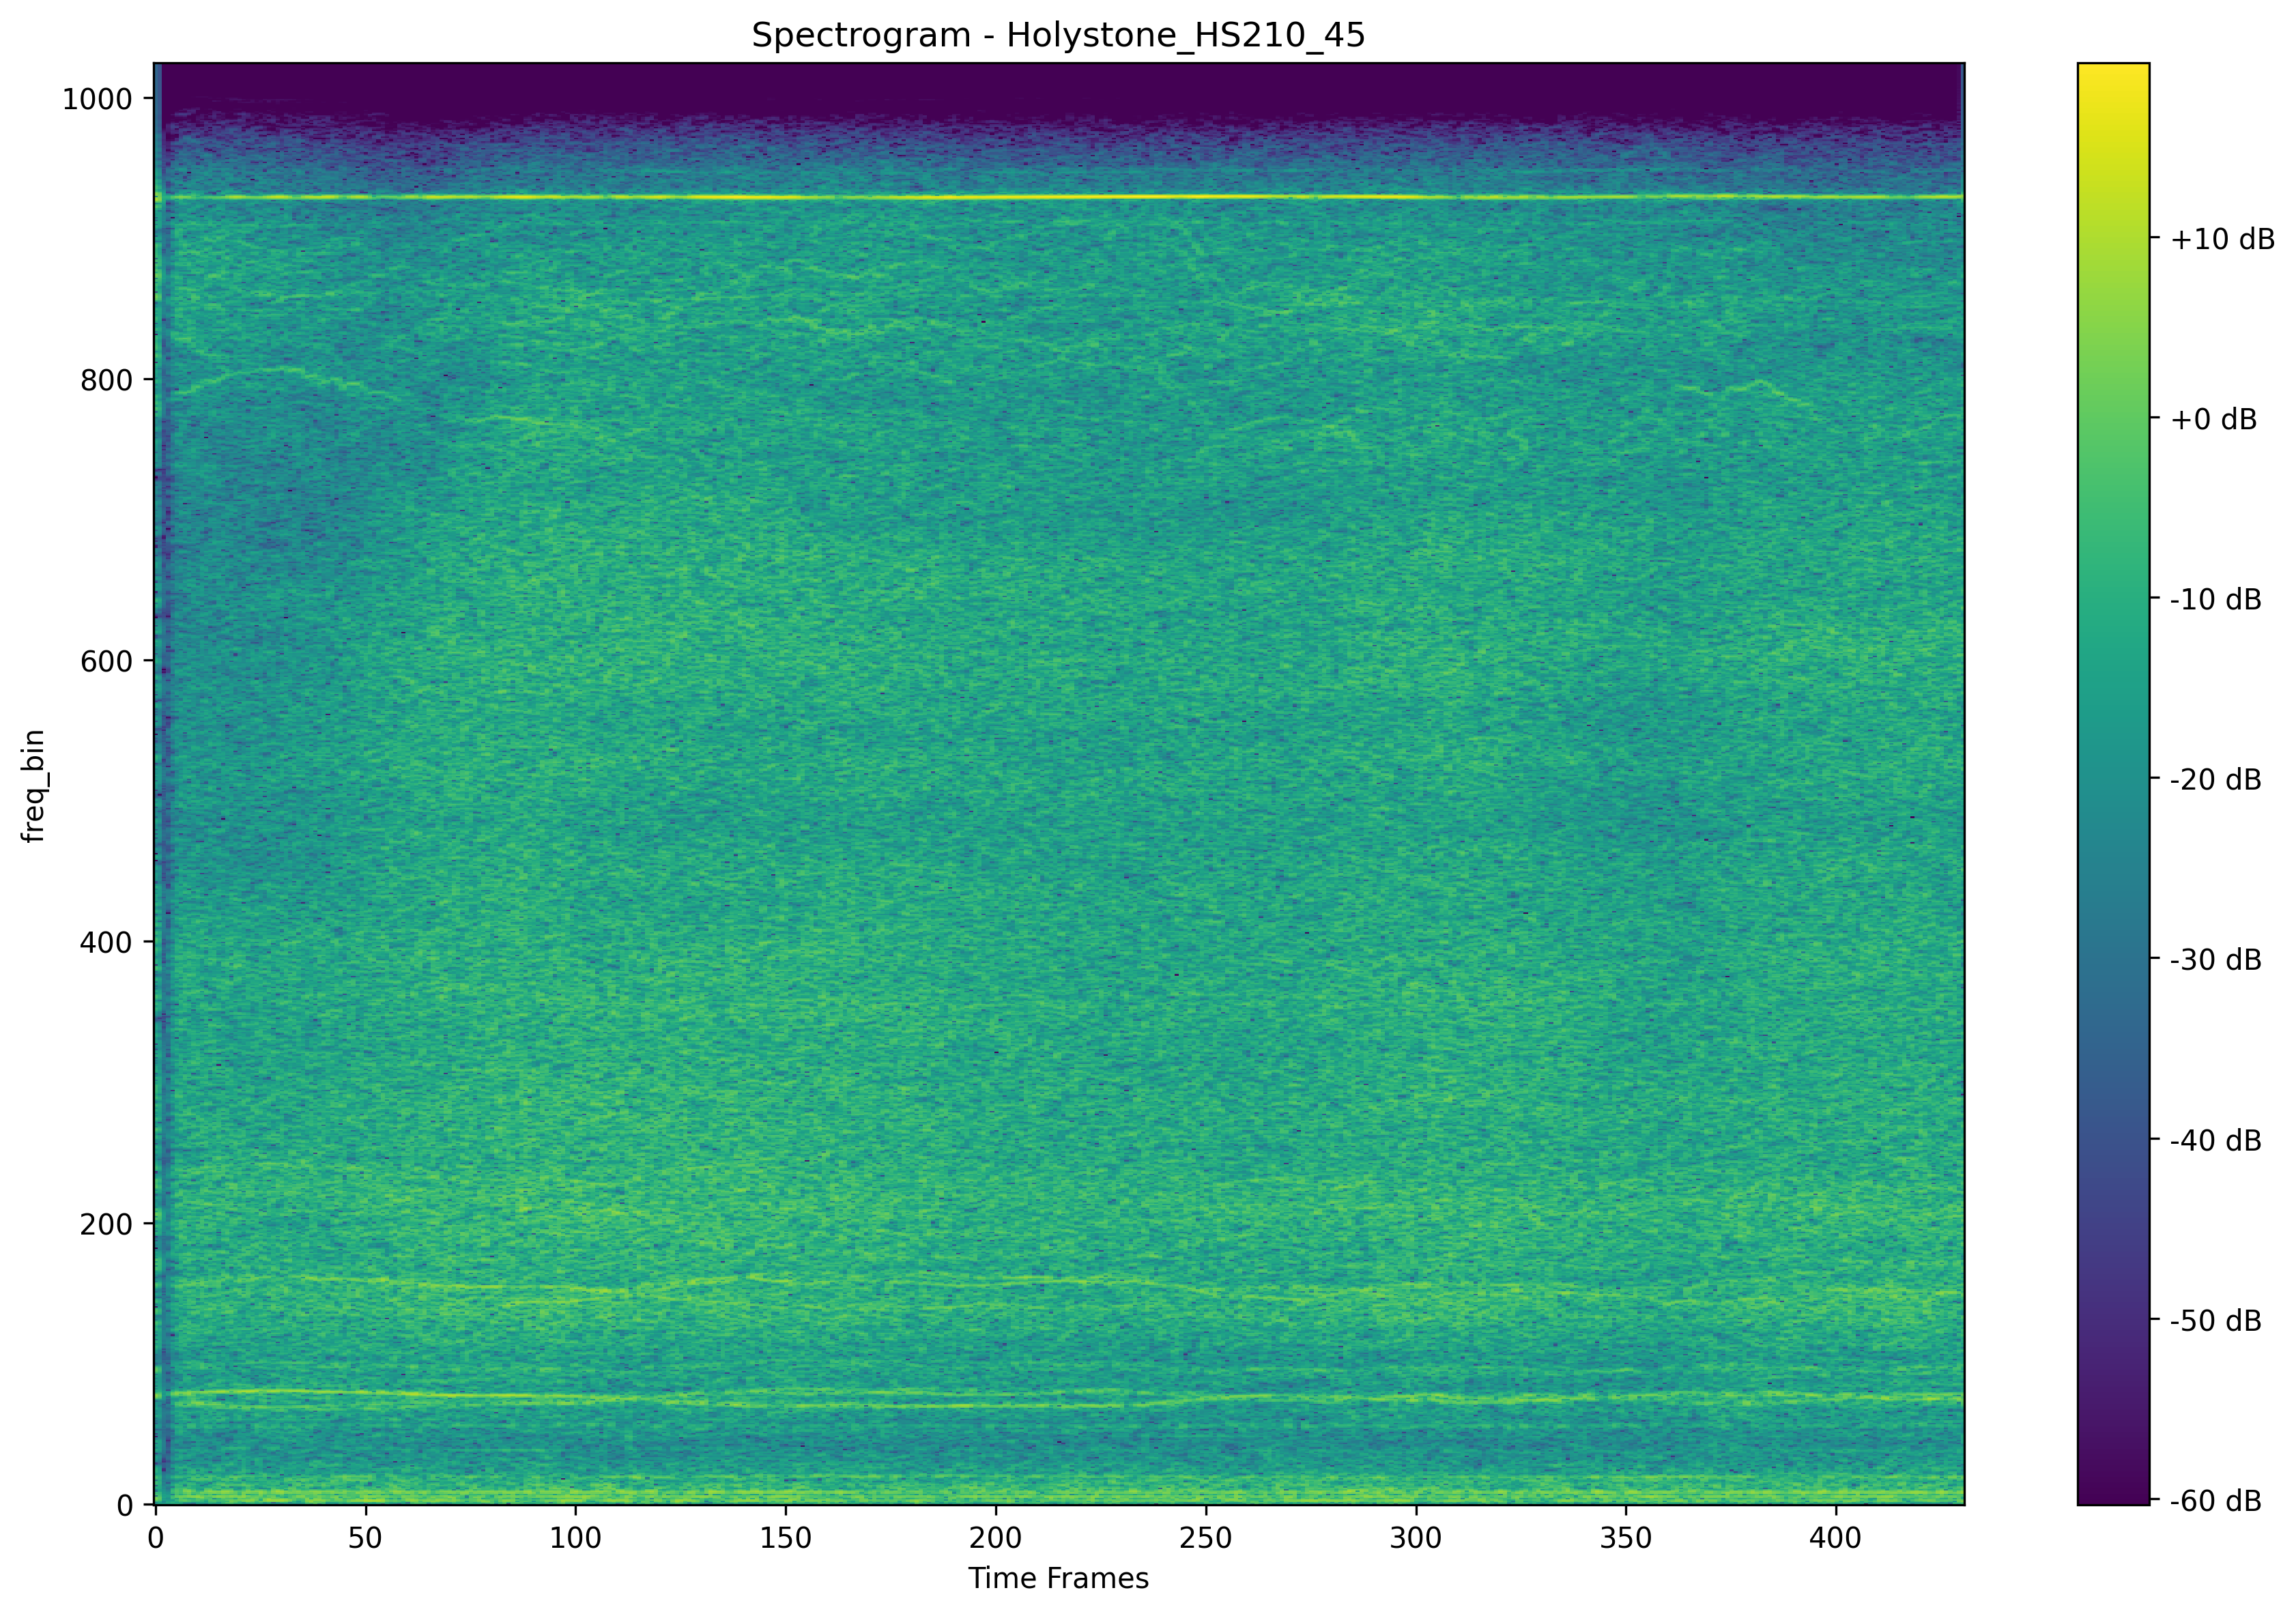 Spectrogram - Holystone_HS210_45
freq_bin
1000
800
600
400
200
0
0 50 100 150 200 250 300 350 400
Time Frames
+10 dB
+0 dB
-10 dB
-20 dB
-30 dB
-40 dB
-50 dB
-60 dB